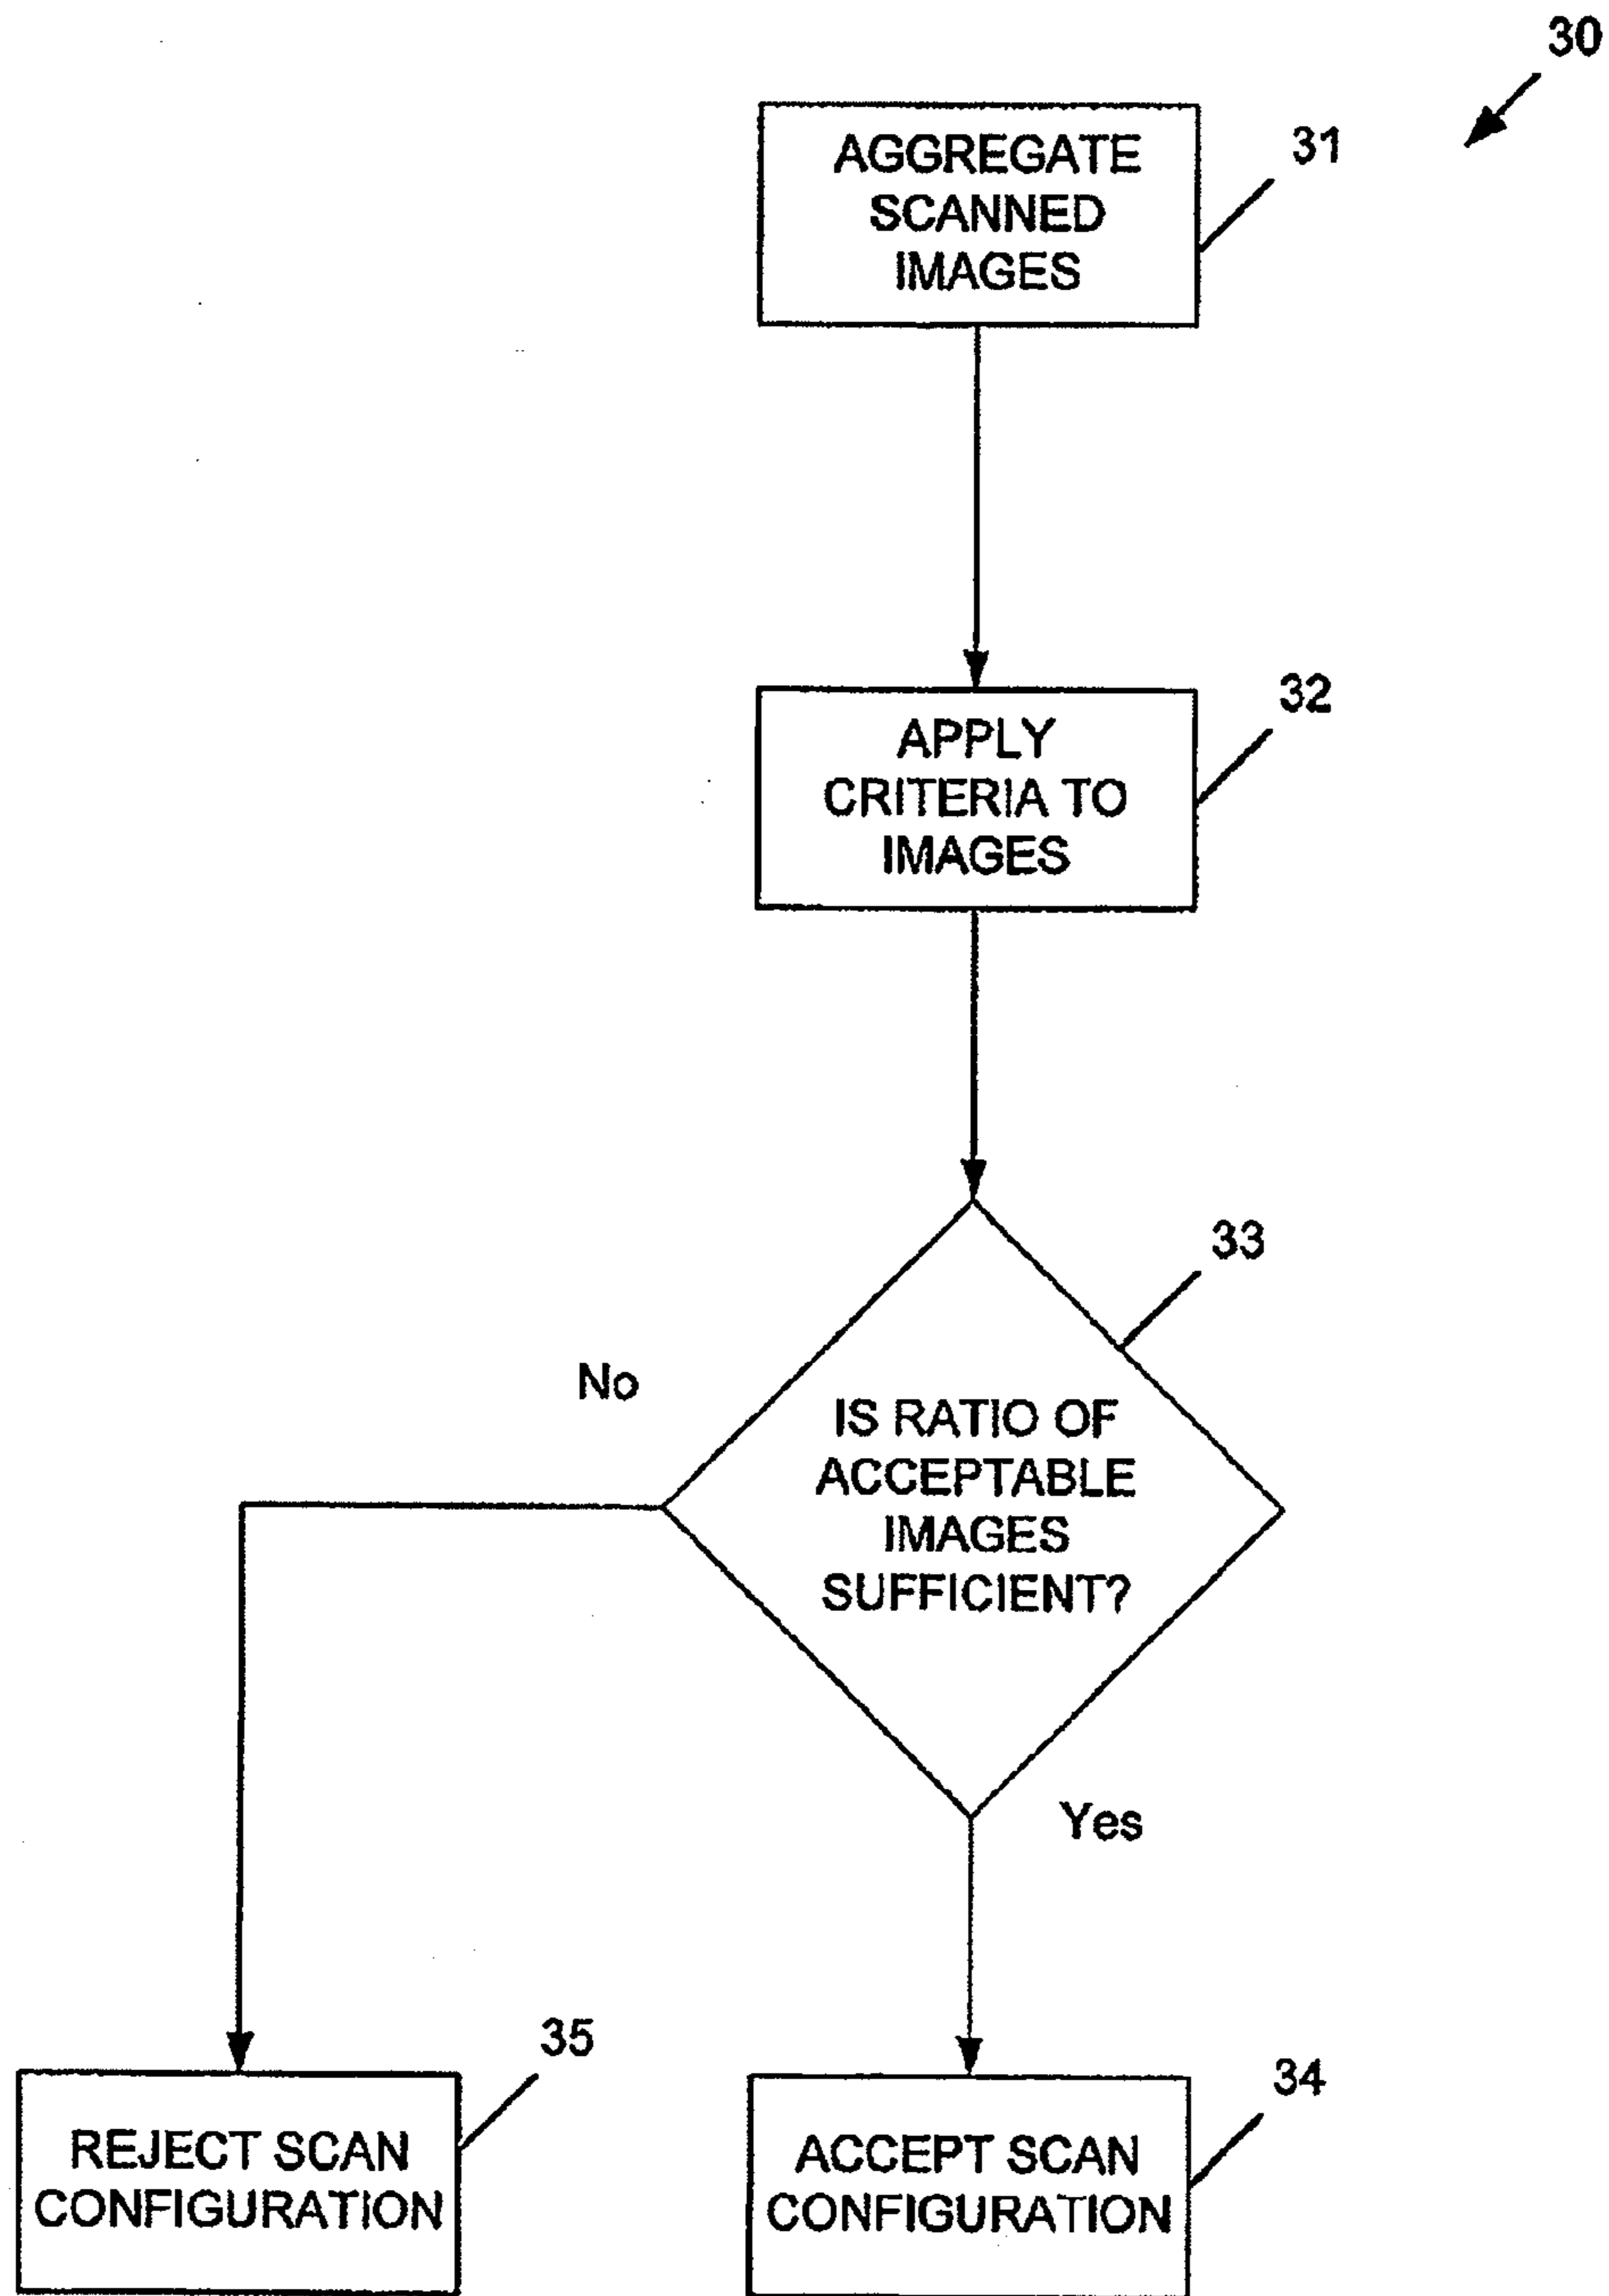 30
AGGREGATE
SCANNED
IMAGES
31
APPLY
CRITERIA TO
IMAGES
32
33
No
IS RATIO OF
ACCEPTABLE
IMAGES
SUFFICIENT?
Yes
35
REJECT SCAN
CONFIGURATION
34
ACCEPT SCAN
CONFIGURATION